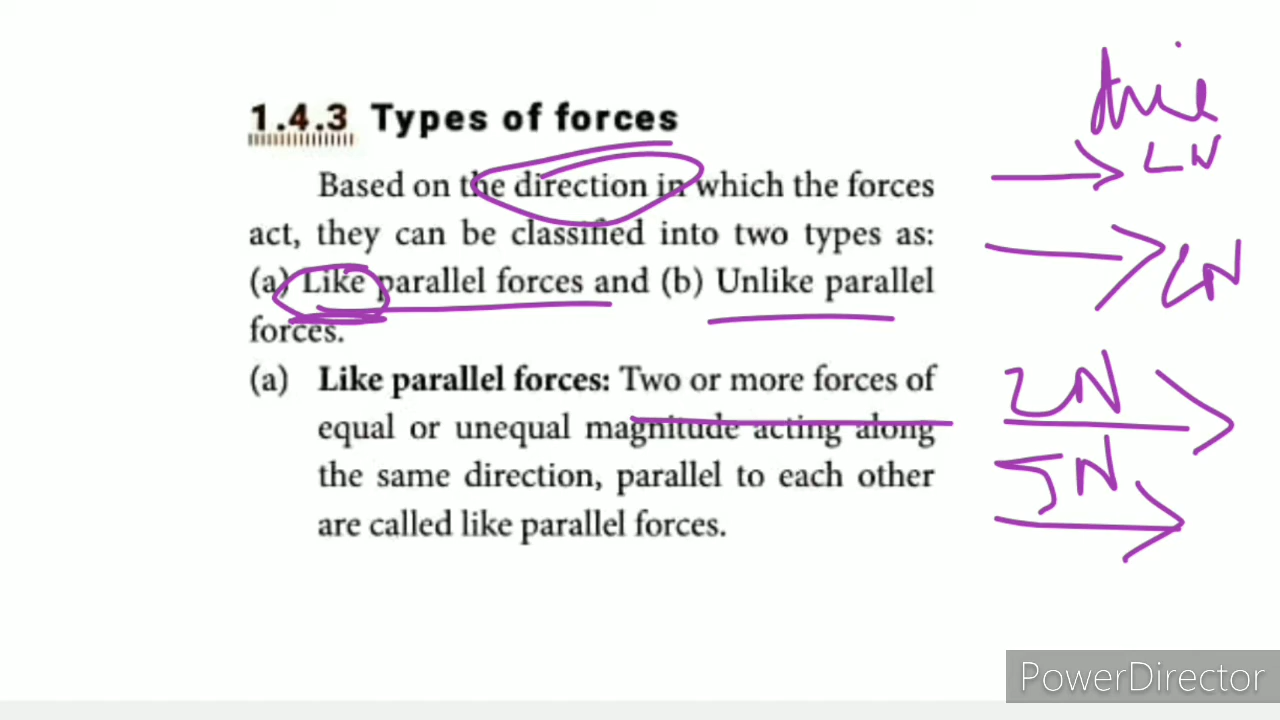 1.4.3 Types of forces
Based on the direction in which the forces
act, they can be classified into two types as:
(a) Like parallel forces and (b) Unlike parallel
forces.
(a) Like parallel forces: Two or more forces of
equal or unequal magnitude acting along
the same direction, parallel to each other
are called like parallel forces.
2N
5N
PowerDirector